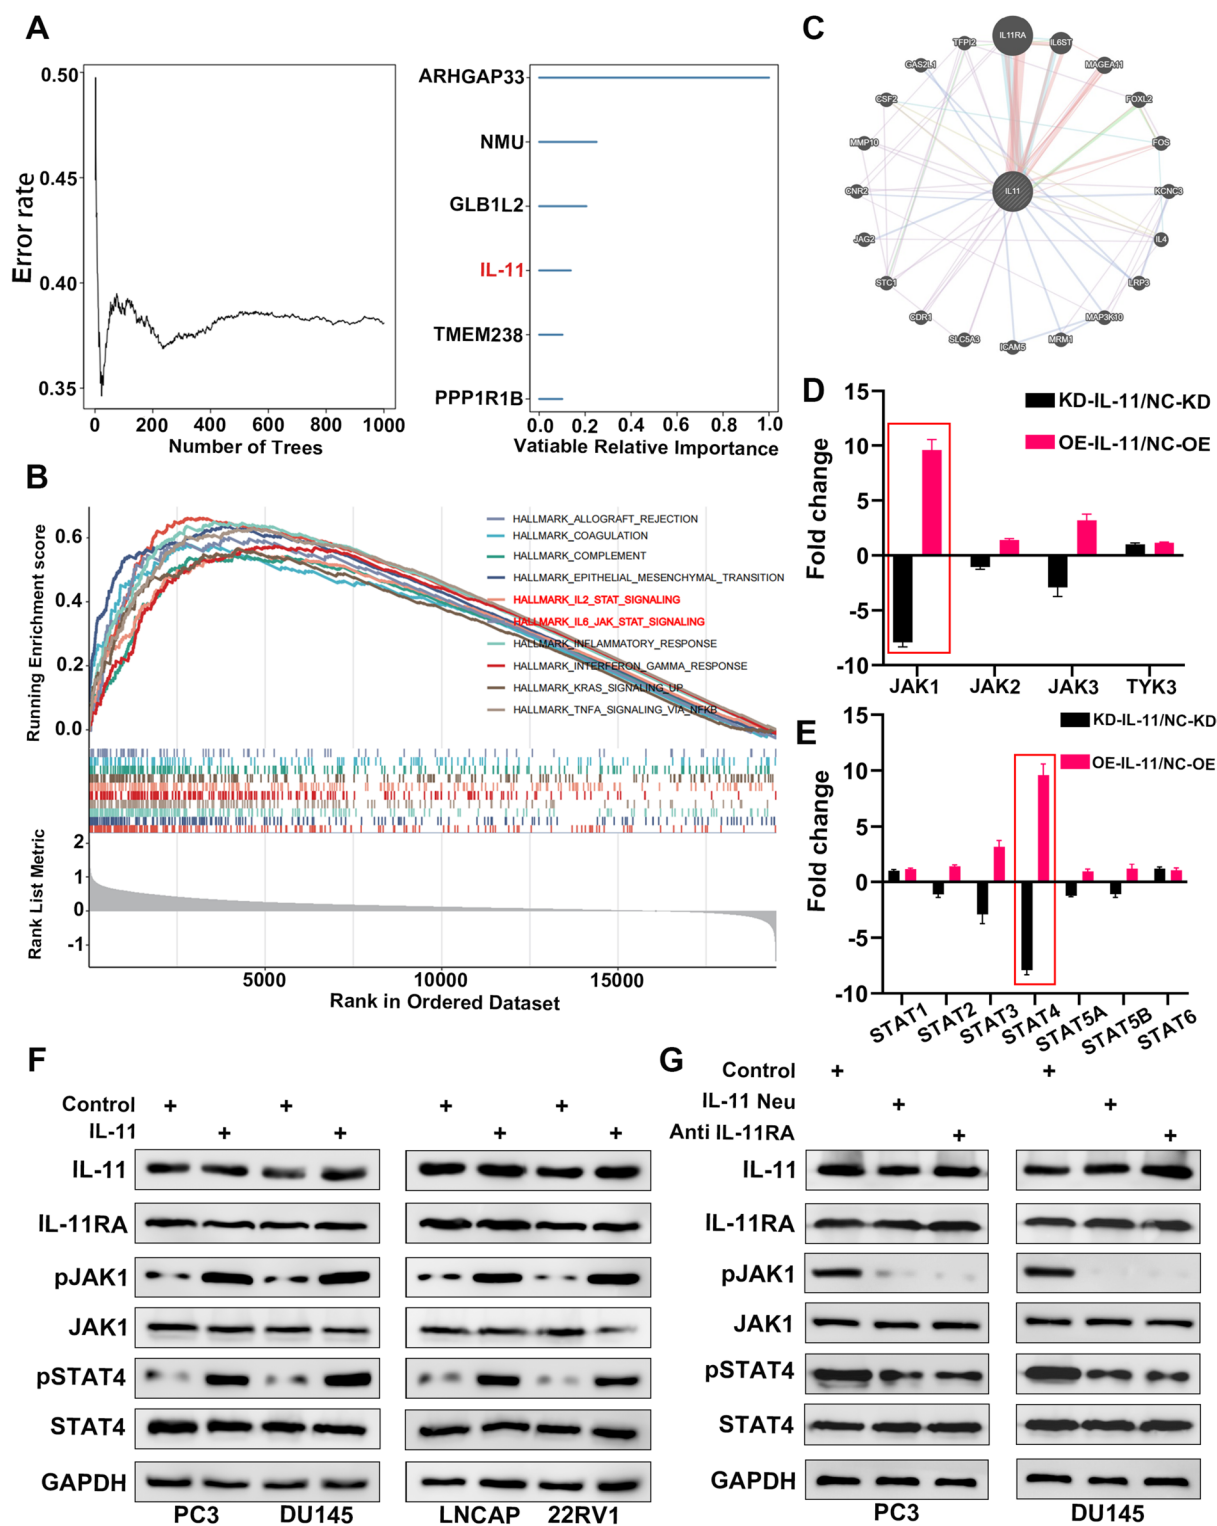 A
0.50
0.45
0.40
0.35
Error rate
0 200 400 600 800 1000
Number of Trees
ARHGAP33
NMU
GLB1L2
IL-11
TMEM238
PPP1R1B
0.0 0.2 0.4 0.6 0.8 1.0
Vatiable Relative Importance
B
Running Enrichment score
0.6
0.4
0.2
0.0
HALLMARK_ALLOGRAFT_REJECTION
HALLMARK_COAGULATION
HALLMARK_COMPLEMENT
HALLMARK_EPITHELIAL_MESENCHYMAL_TRANSITION
HALLMARK_IL2_STAT_SIGNALING
HALLMARK_IL6_JAK_STAT_SIGNALING
HALLMARK_INFLAMMATORY_RESPONSE
HALLMARK_INTERFERON_GAMMA_RESPONSE
HALLMARK_KRAS_SIGNALING_UP
HALLMARK_TNFA_SIGNALING_VIA_NFKB
Rank List Metric
2
1
0
-1
5000 10000 15000
Rank in Ordered Dataset
C
IL11RA
IL6ST
MAGEA11
FOXL2
FOS
KCNC3
IL4
LRP3
MAP3K10
MRM1
ICAM5
SLC5A3
CDR1
STC1
JAG2
CNR2
MMP10
CSF2
GAS2L1
TFPI2
IL11
D
Fold change
15
10
5
0
-5
-10
KD-IL-11/NC-KD
OE-IL-11/NC-OE
JAK1 JAK2 JAK3 TYK3
E
Fold change
15
10
5
0
-5
-10
KD-IL-11/NC-KD
OE-IL-11/NC-OE
STAT1 STAT2 STAT3 STAT4 STAT5A STAT5B STAT6
F
Control + + + +
IL-11 + + + +
IL-11
IL-11RA
pJAK1
JAK1
pSTAT4
STAT4
GAPDH
PC3 DU145 LNCAP 22RV1
G
Control + +
IL-11 Neu + +
Anti IL-11RA + +
IL-11
IL-11RA
pJAK1
JAK1
pSTAT4
STAT4
GAPDH
PC3 DU145